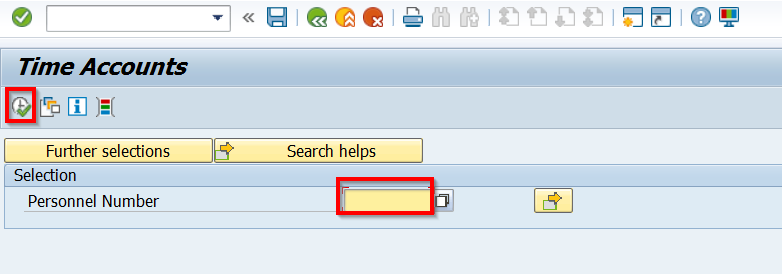 Time Accounts
Further selections
Search helps
Selection
Personnel Number